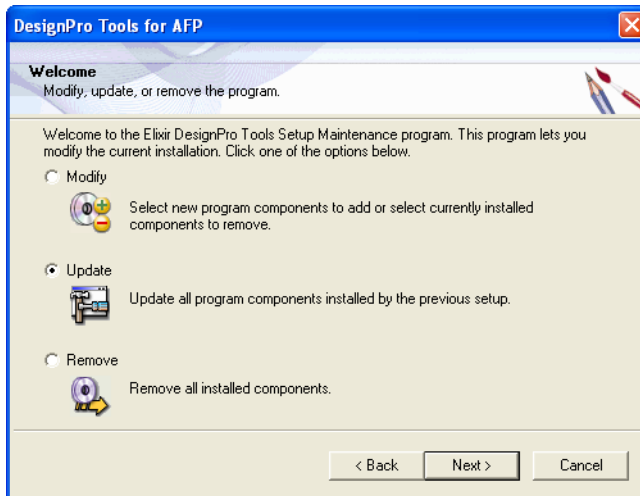 DesignPro Tools for AFP
Welcome
Modify, update, or remove the program.
Welcome to the Elixir DesignPro Tools Setup Maintenance program. This program lets you
modify the current installation. Click one of the options below.
Modify
Select new program components to add or select currently installed
components to remove.
Update
Update all program components installed by the previous setup.
Remove
Remove all installed components.
< Back Next > Cancel